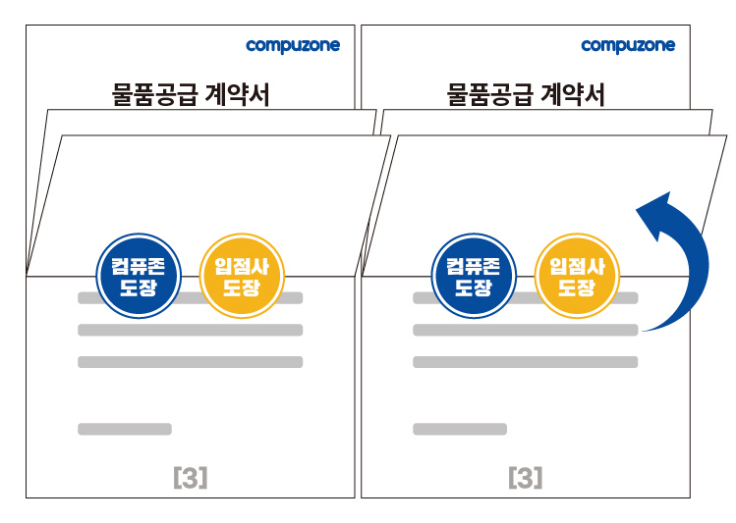 compuzone
물품공급 계약서
컴퓨존
도장
입점사
도장
[3]
compuzone
물품공급 계약서
컴퓨존
도장
입점사
도장
[3]